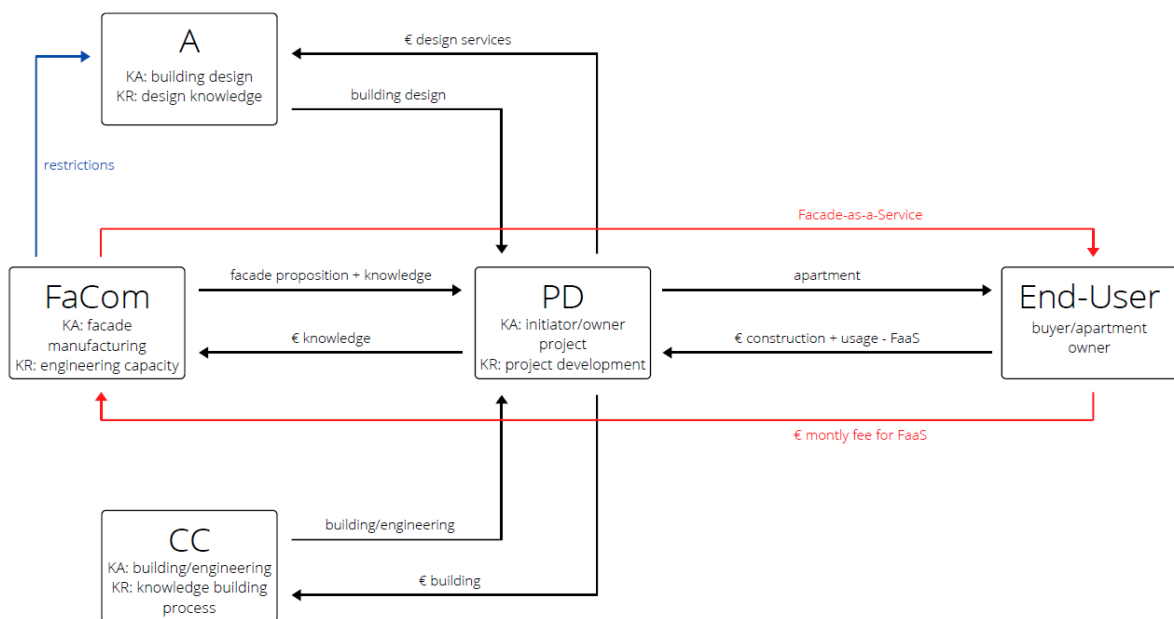 A
KA: building design
KR: design knowledge
€ design services
building design
restrictions
Facade-as-a-Service
FaCom
KA: facade
manufacturing
KR: engineering capacity
facade proposition + knowledge
€ knowledge
PD
KA: initiator/owner
project
KR: project development
apartment
€ construction + usage - FaaS
End-User
buyer/apartment
owner
€ montly fee for FaaS
CC
KA: building/engineering
KR: knowledge building
process
building/engineering
€ building